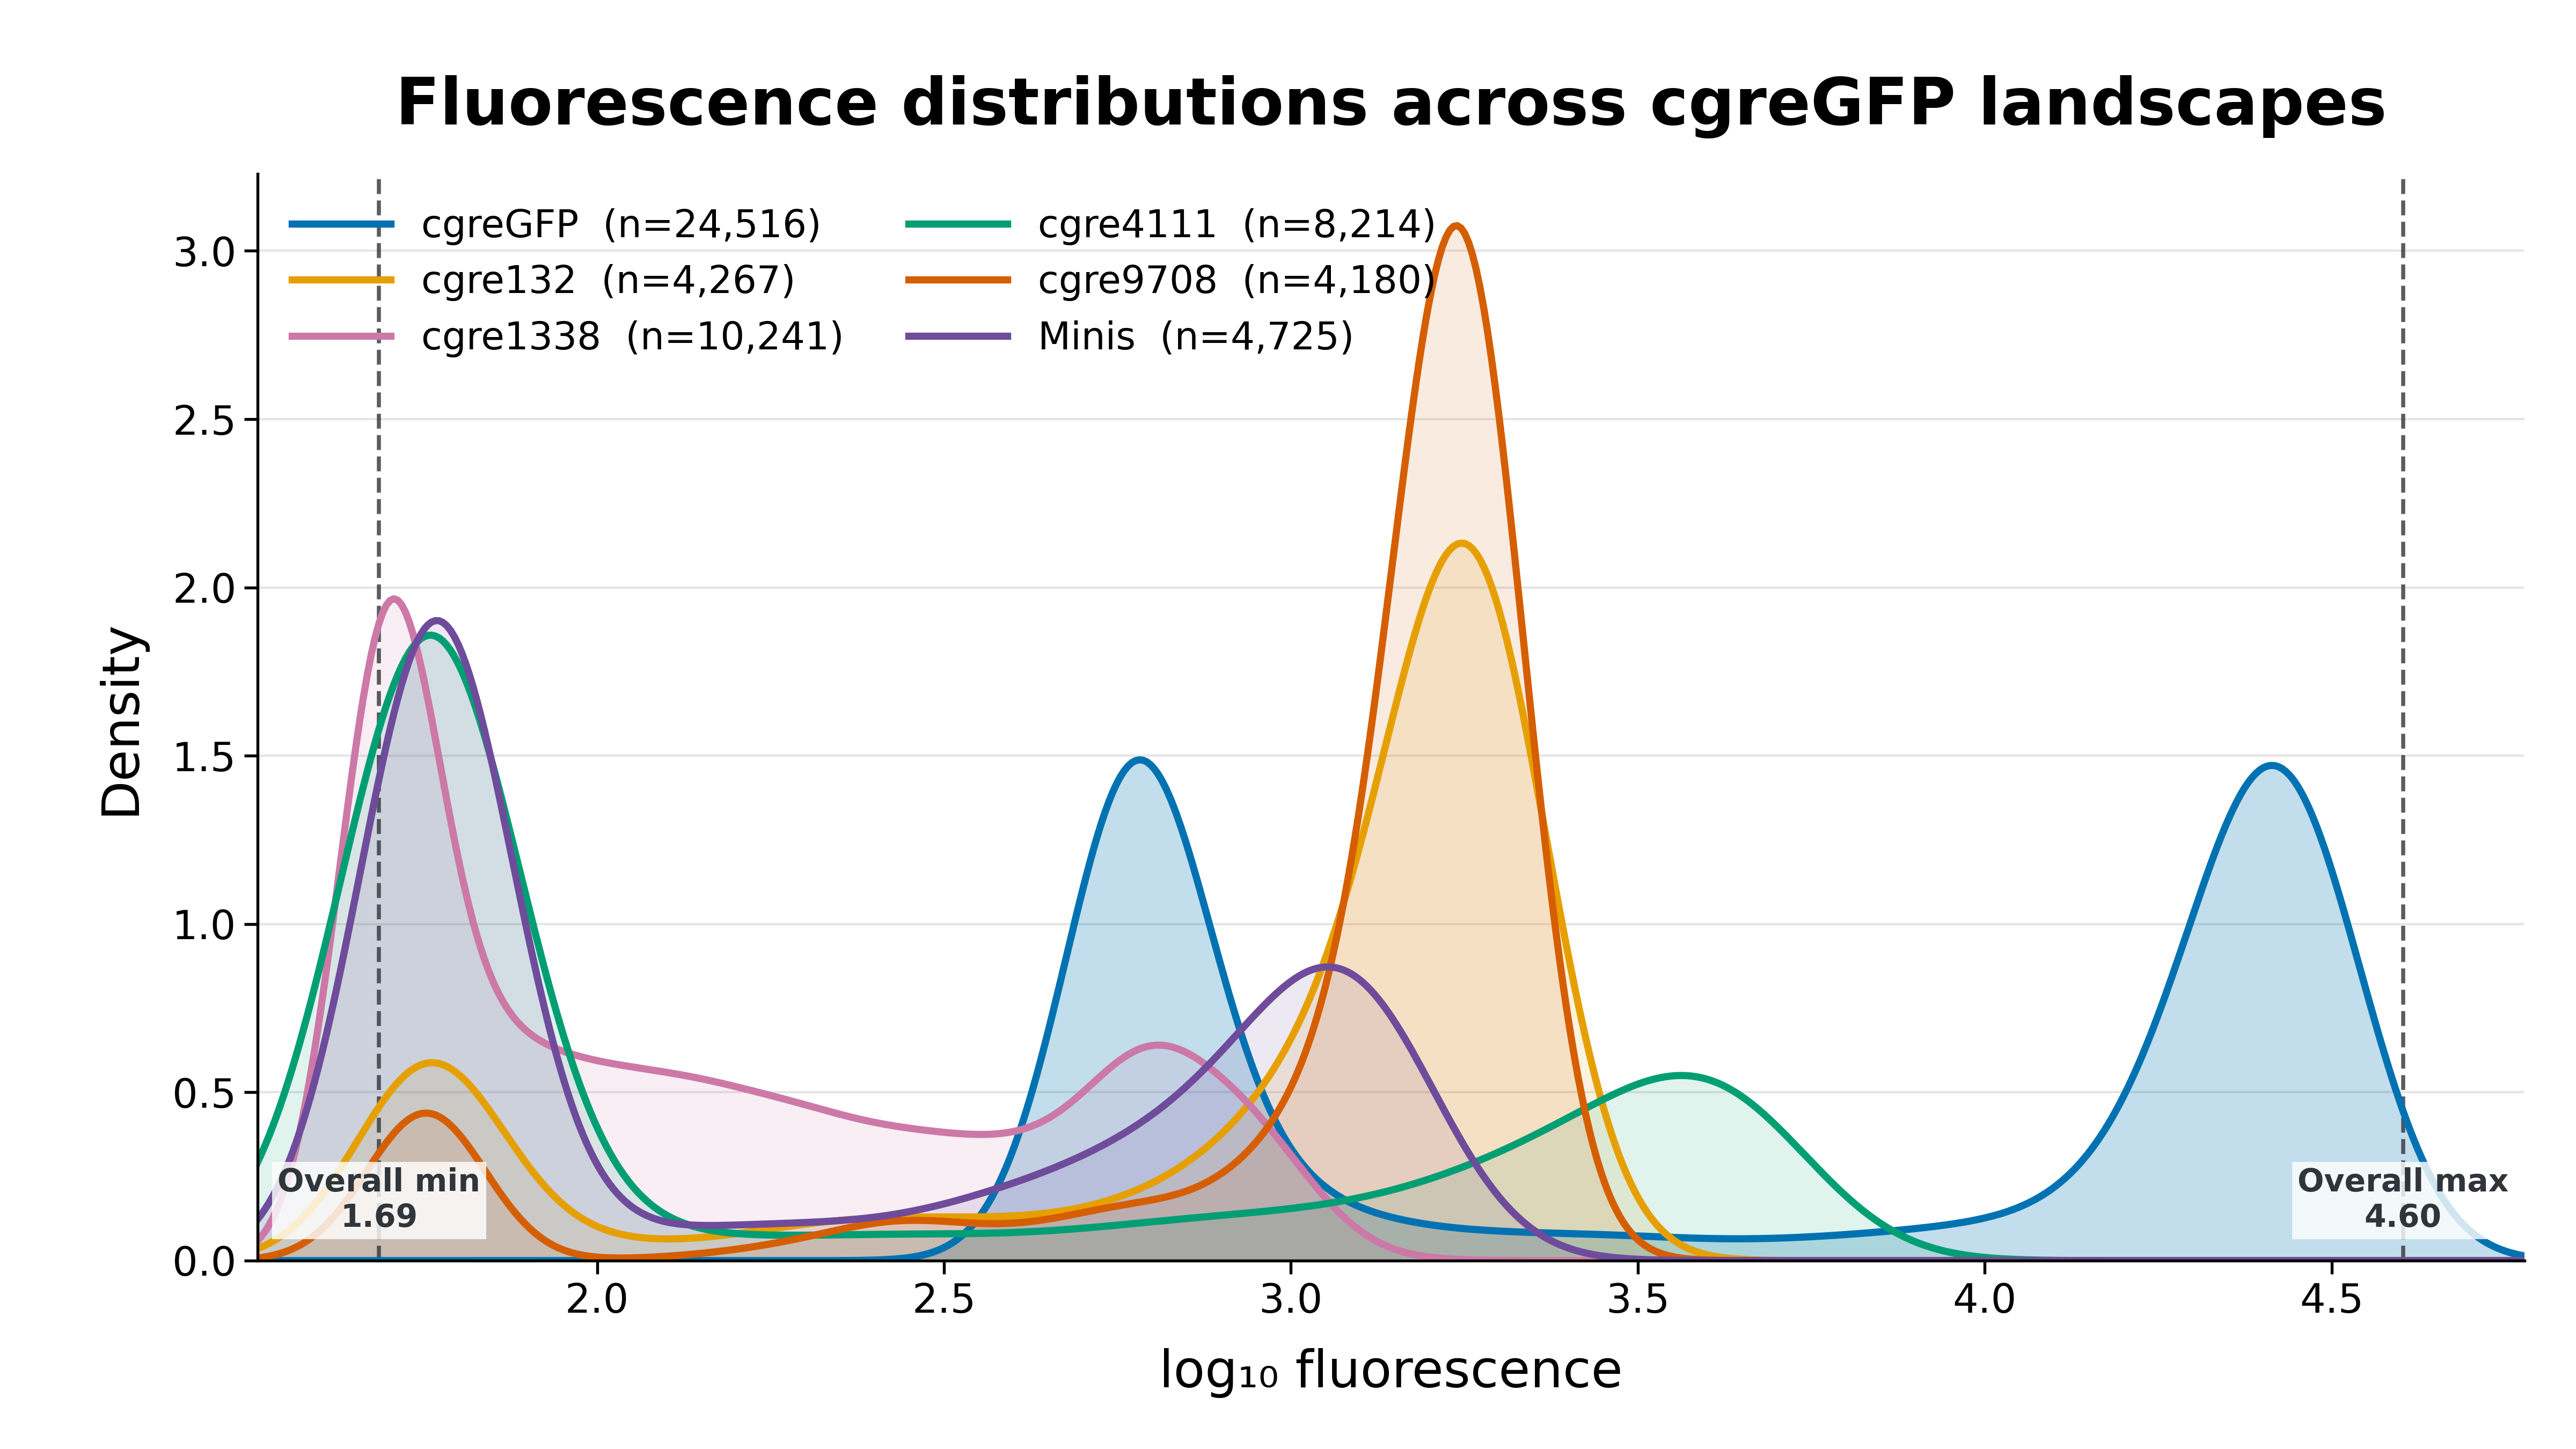 Fluorescence distributions across cgreGFP landscapes
cgreGFP (n=24,516)
cgre132 (n=4,267)
cgre1338 (n=10,241)
cgre4111 (n=8,214)
cgre9708 (n=4,180)
Minis (n=4,725)
Density
3.0
2.5
2.0
1.5
1.0
0.5
0.0
Overall min
1.69
Overall max
4.60
2.0
2.5
3.0
3.5
4.0
4.5
log₁₀ fluorescence